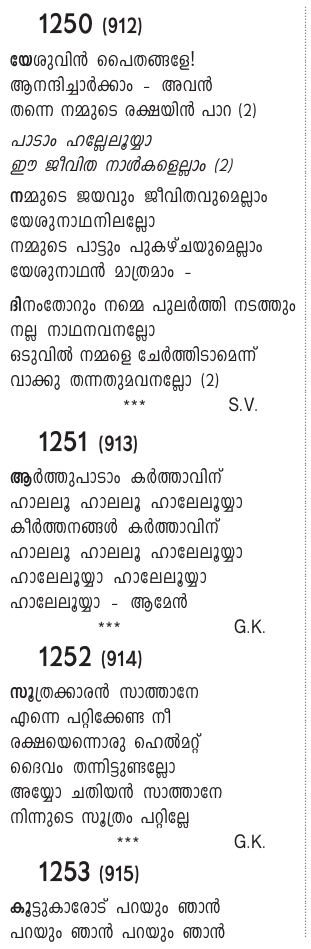 1250 (912)
യേശുവിൻ പൈതങ്ങളേ!
ആനന്ദിച്ചാർക്കാം - അവൻ
തന്നെ നമ്മുടെ രക്ഷയിൻ പാറ (2)
പാടാം ഹല്ലേലൂയ്യാ
ഈ ജീവിത നാൾകളെല്ലാം (2)
നമ്മുടെ ജയവും ജീവിതവുമെല്ലാം
യേശുനാഥനിലല്ലോ
നമ്മുടെ പാട്ടും പുകഴ്ചയുമെല്ലാം
യേശുനാഥൻ മാത്രമാം -
ദിനംതോറും നമ്മെ പുലർത്തി നടത്തും
നല്ല നാഥനവനല്ലോ
ഒടുവിൽ നമ്മളെ ചേർത്തിടാമെന്ന്
വാക്കു തന്നതുമവനല്ലോ (2)
*** S.V.
1251 (913)
ആർത്തുപാടാം കർത്താവിന്
ഹാലലൂ ഹാലലൂ ഹാലേലൂയ്യാ
കീർത്തനങ്ങൾ കർത്താവിന്
ഹാലലൂ ഹാലലൂ ഹാലേലൂയ്യാ
ഹാലേലൂയ്യാ ഹാലേലൂയ്യാ
ഹാലേലൂയ്യാ - ആമേൻ
*** G.K.
1252 (914)
സൂത്രക്കാരൻ സാത്താനേ
എന്നെ പറ്റിക്കേണ്ട നീ
രക്ഷയെന്നൊരു ഹെൽമറ്റ്
ദൈവം തന്നിട്ടുണ്ടല്ലോ
അയ്യോ ചതിയൻ സാത്താനേ
നിന്നുടെ സൂത്രം പറ്റില്ലേ
*** G.K.
1253 (915)
കൂട്ടുകാരോട് പറയും ഞാൻ
പറയും ഞാൻ പറയും ഞാൻ